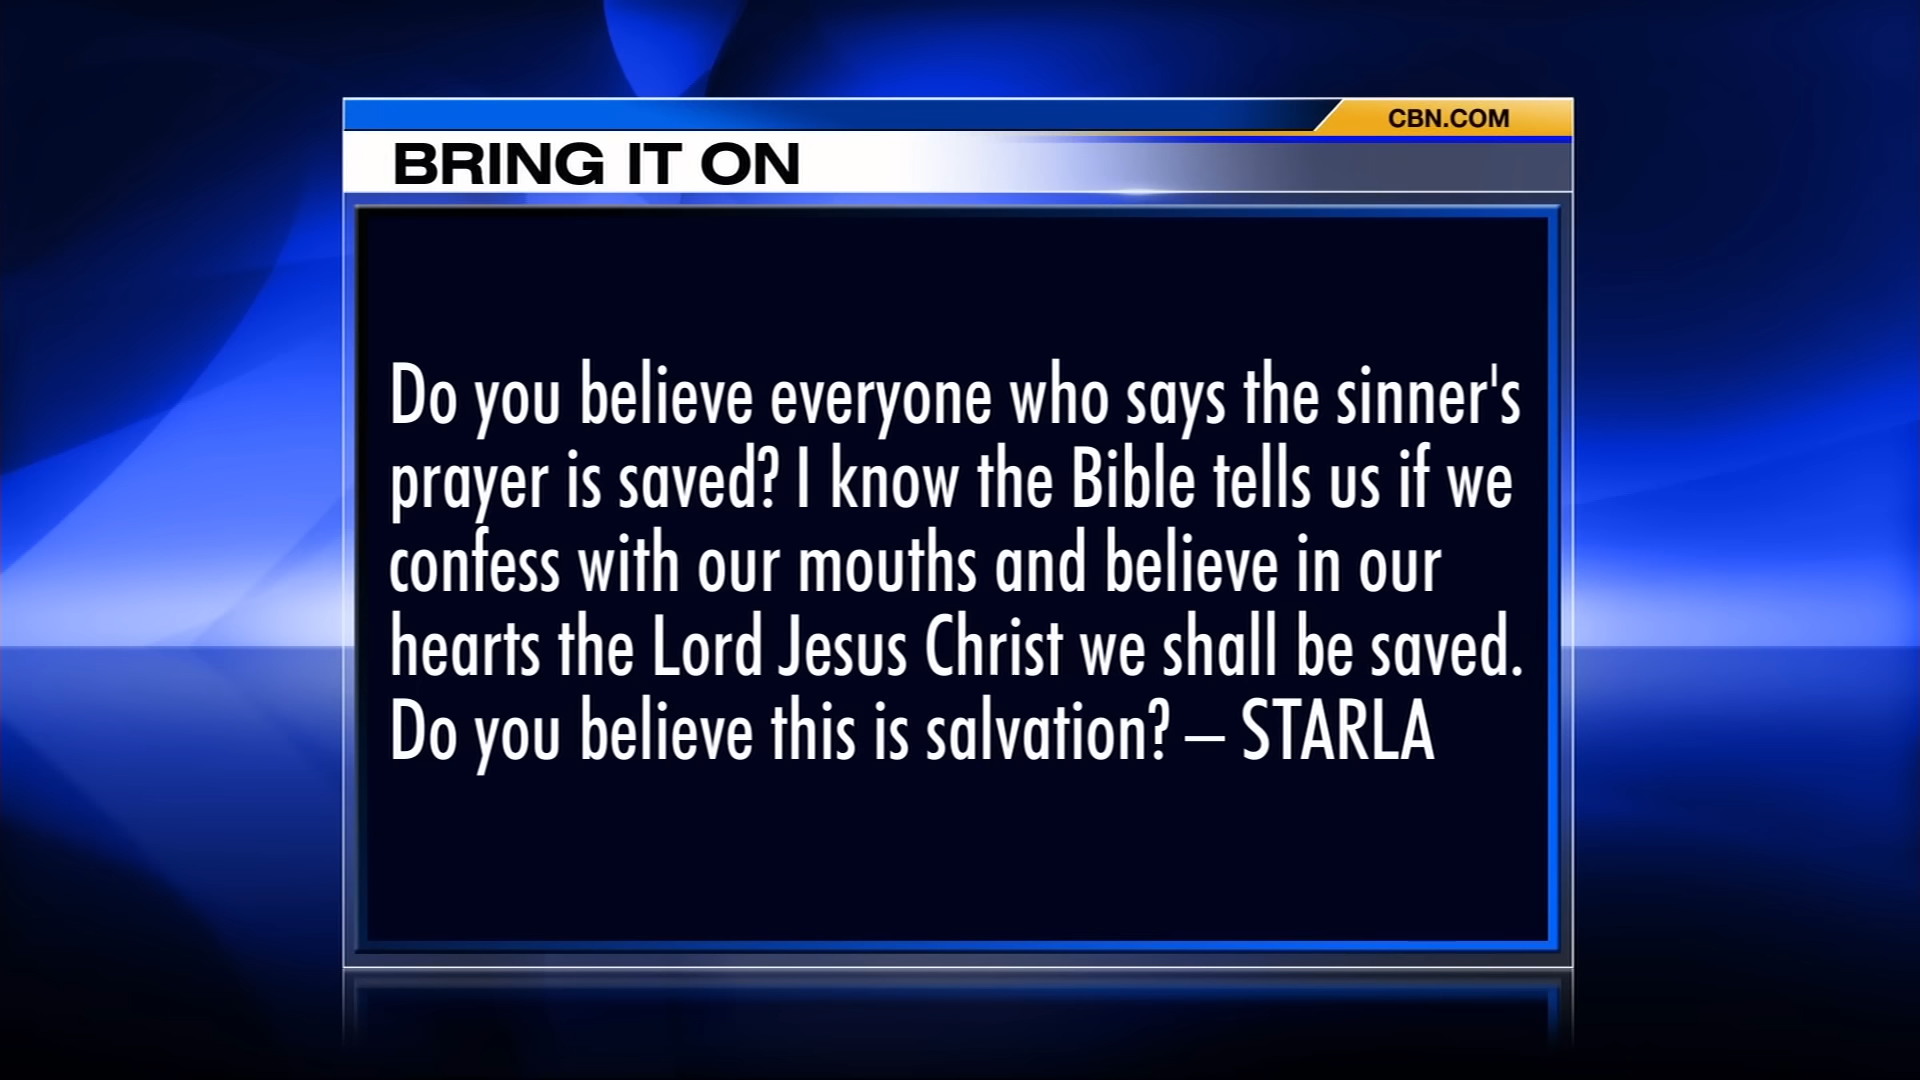 CBN.COM
BRING IT ON
Do you believe everyone who says the sinner's
prayer is saved? I know the Bible tells us if we
confess with our mouths and believe in our
hearts the Lord Jesus Christ we shall be saved.
Do you believe this is salvation? – STARLA